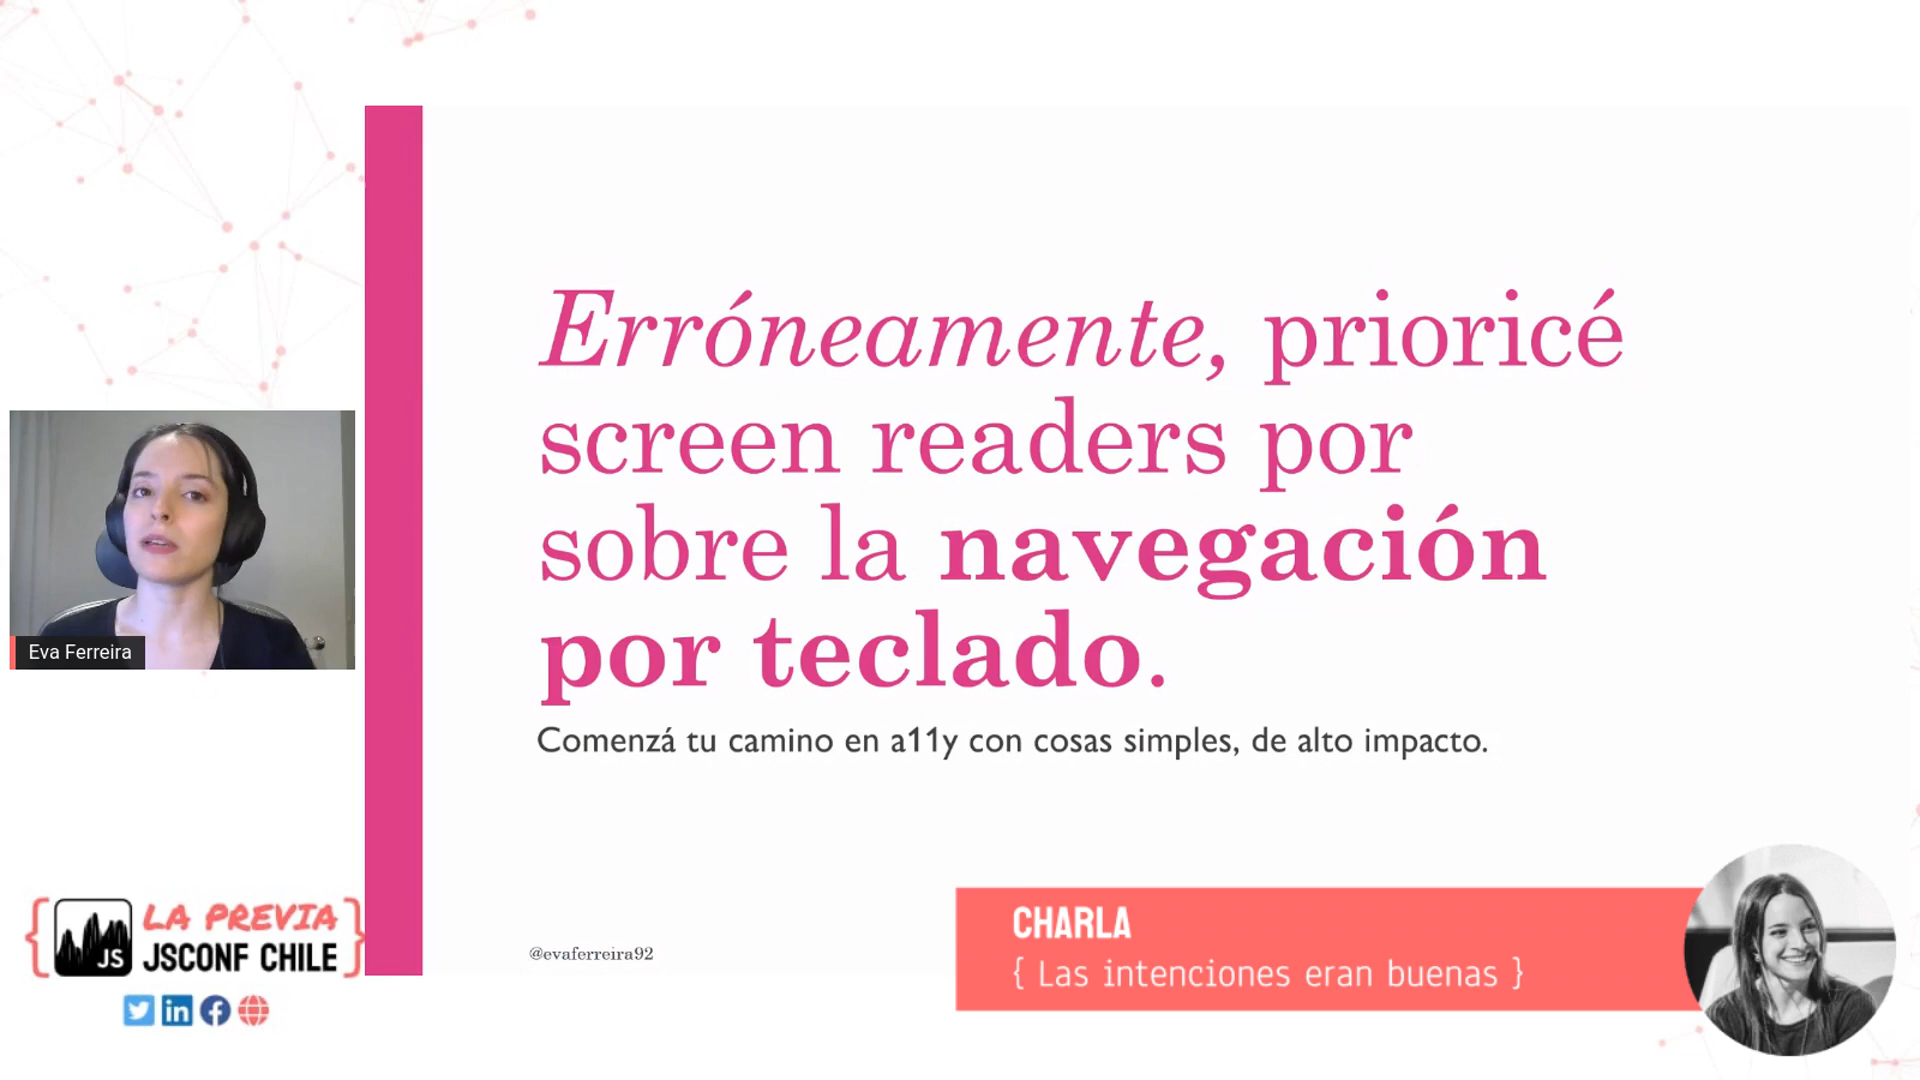 Erróneamente, prioricé
screen readers por
sobre la navegación
por teclado.
Comenzá tu camino en a11y con cosas simples, de alto impacto.
@evaferreira92
Eva Ferreira
{ JS LA PREVIA
JSCONF CHILE }
CHARLA
{ Las intenciones eran buenas }